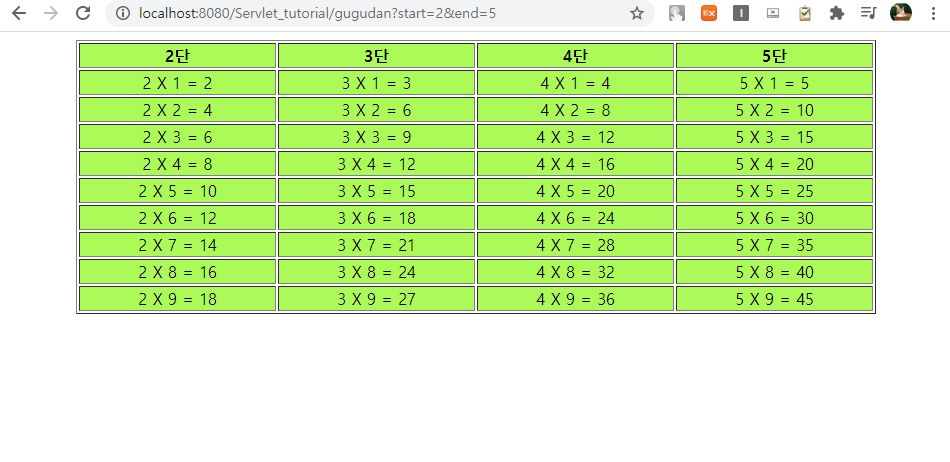 localhost:8080/Servlet_tutorial/gugudan?start=2&end=5
EX
I
2단 3단 4단 5단
2 X 1 = 2 3 X 1 = 3 4 X 1 = 4 5 X 1 = 5
2 X 2 = 4 3 X 2 = 6 4 X 2 = 8 5 X 2 = 10
2 X 3 = 6 3 X 3 = 9 4 X 3 = 12 5 X 3 = 15
2 X 4 = 8 3 X 4 = 12 4 X 4 = 16 5 X 4 = 20
2 X 5 = 10 3 X 5 = 15 4 X 5 = 20 5 X 5 = 25
2 X 6 = 12 3 X 6 = 18 4 X 6 = 24 5 X 6 = 30
2 X 7 = 14 3 X 7 = 21 4 X 7 = 28 5 X 7 = 35
2 X 8 = 16 3 X 8 = 24 4 X 8 = 32 5 X 8 = 40
2 X 9 = 18 3 X 9 = 27 4 X 9 = 36 5 X 9 = 45